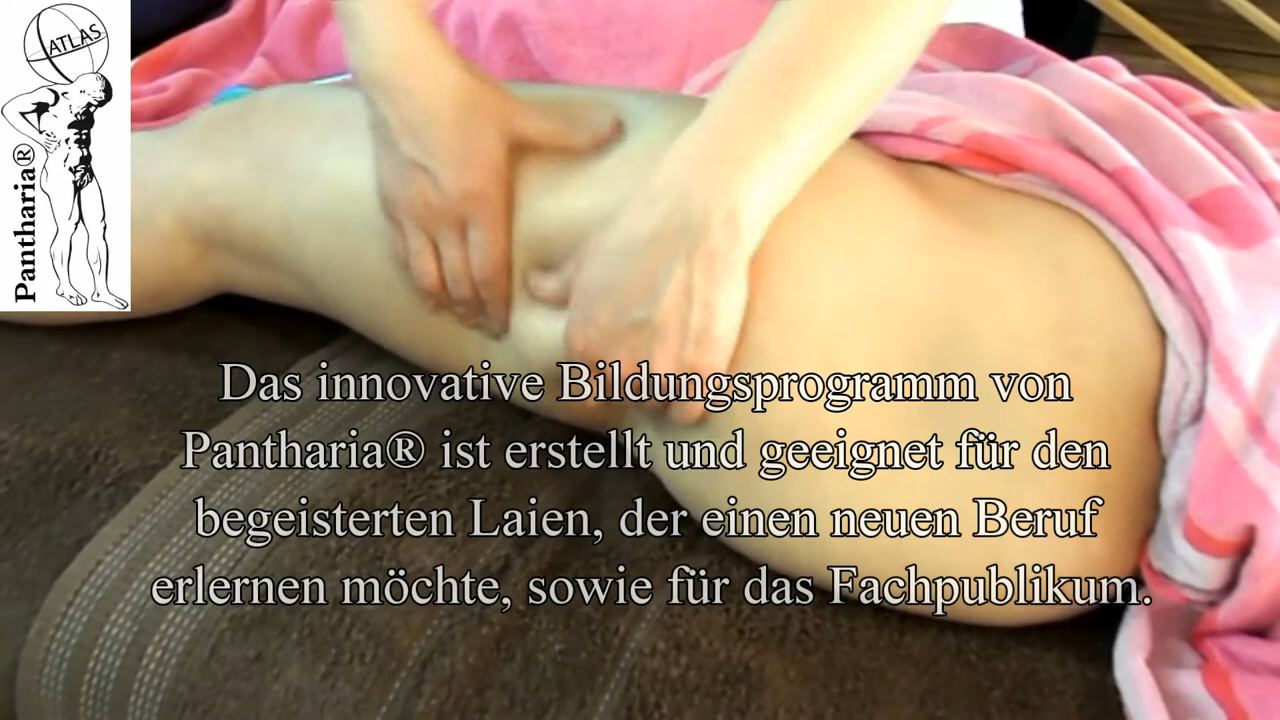 ATLAS
Pantharia®
Das innovative Bildungsprogramm von
Pantharia® ist erstellt und geeignet für den
begeisterten Laien, der einen neuen Beruf
erlernen möchte, sowie für das Fachpublikum.